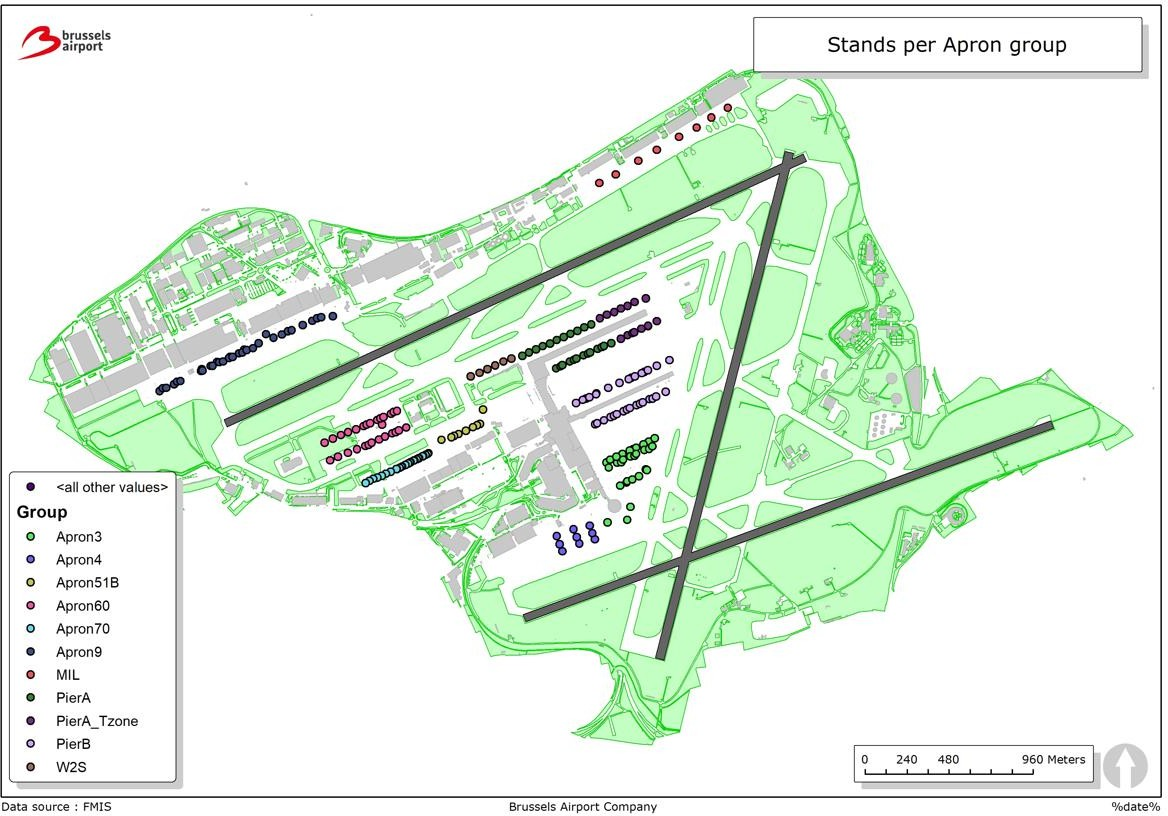 brussels
airport
Stands per Apron group
<all other values>
Group
Apron3
Apron4
Apron51B
Apron60
Apron70
Apron9
MIL
PierA
PierA_Tzone
PierB
W2S
0 240 480 960 Meters
Data source : FMIS
Brussels Airport Company
%date%